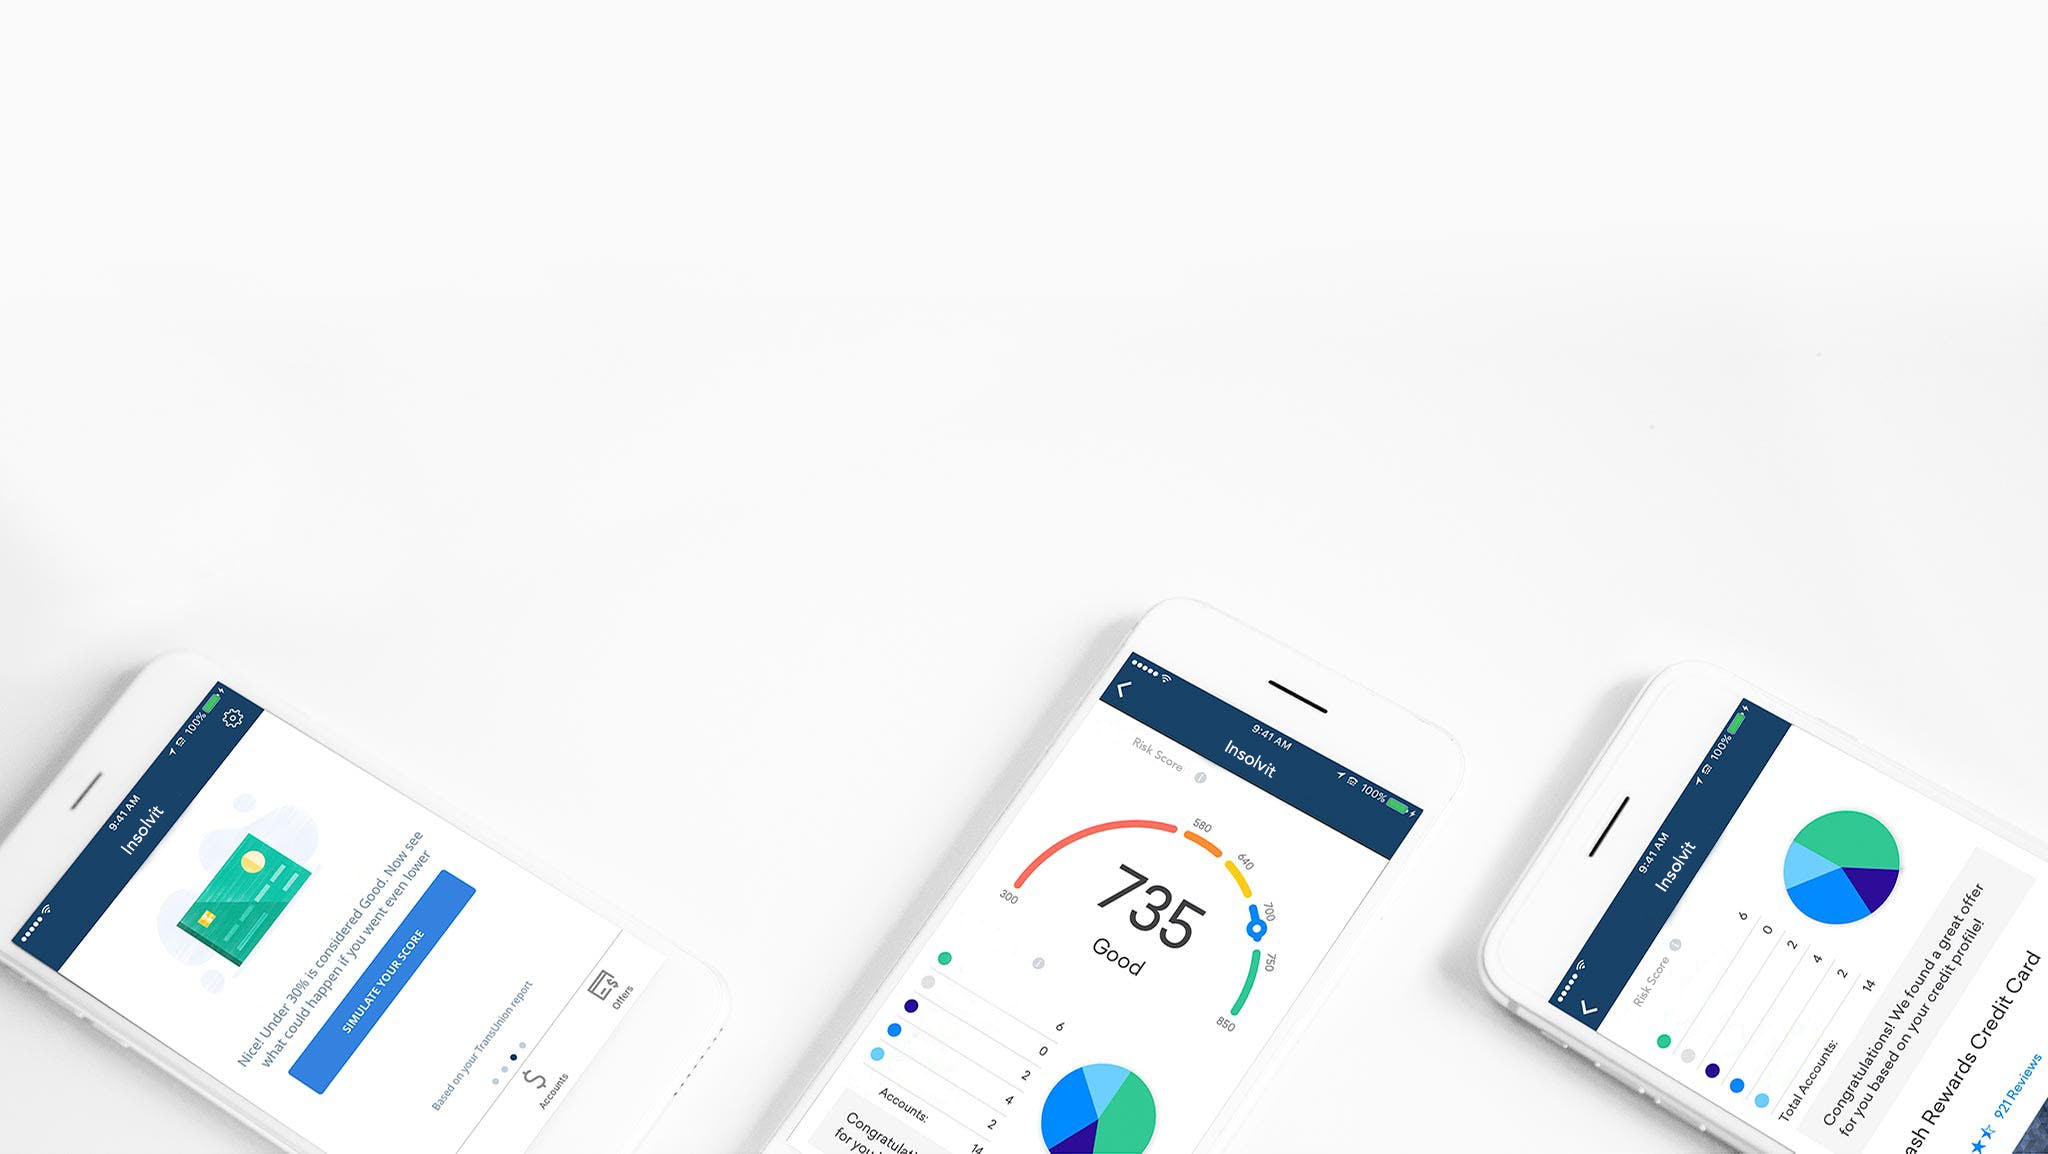 9:41 AM
100%
Insolvit
Nice! Under 30% is considered Good. Now see
what could happen if you went even lower
SIMULATE YOUR SCORE
Based on your TransUnion report
Accounts
Offers
9:41 AM
100%
Insolvit
Risk Score
300
580
640
700
750
850
735
Good
6
0
2
4
2
Accounts:
14
Congratulati
for you
9:41 AM
100%
Insolvit
Risk Score
6
0
2
4
2
Total Accounts:
14
Congratulations! We found a great offer
for you based on your credit profile!
ash Rewards Credit Card
921 Reviews